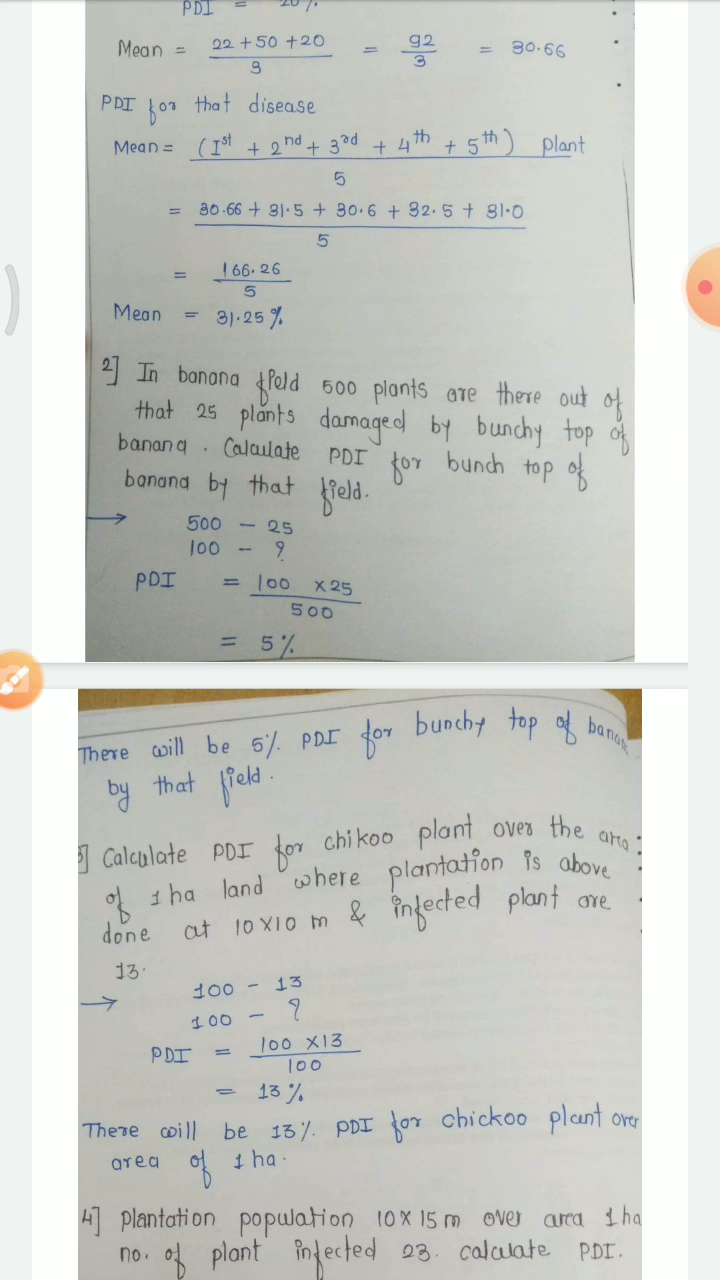 PDI = 20%
Mean = 22 + 50 + 20 / 3 = 92 / 3 = 30.66
PDI for that disease
Mean = (1st + 2nd + 3rd + 4th + 5th) plant / 5
= 30.66 + 31.5 + 30.6 + 32.5 + 31.0 / 5
= 166.26 / 5
Mean = 31.25%
2] In banana field 500 plants are there out of
that 25 plants damaged by bunchy top of
banana. Calculate PDI for bunch top of
banana by that field.
→ 500 – 25
100 – ?
PDI = 100 x 25 / 500
= 5%
There will be 5% PDI for bunchy top of banana
by that field.
3] Calculate PDI for chikoo plant over the area
of 1 ha land where plantation is above
done at 10x10 m & infected plant are
13.
→ 100 – 13
100 – ?
PDI = 100 x13 / 100
= 13%
There will be 13% PDI for chickoo plant over
area of 1 ha.
4] Plantation population 10 x 15 m over area 1 ha
no. of plant infected 23. calculate PDI.